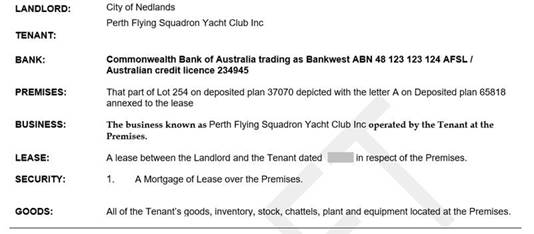 LANDLORD: City of Nedlands
Perth Flying Squadron Yacht Club Inc
TENANT:
BANK: Commonwealth Bank of Australia trading as Bankwest ABN 48 123 123 124 AFSL /
Australian credit licence 234945
PREMISES: That part of Lot 254 on deposited plan 37070 depicted with the letter A on Deposited plan 65818
annexed to the lease
BUSINESS: The business known as Perth Flying Squadron Yacht Club Inc operated by the Tenant at the
Premises.
LEASE: A lease between the Landlord and the Tenant dated in respect of the Premises.
SECURITY: 1. A Mortgage of Lease over the Premises.
GOODS: All of the Tenant's goods, inventory, stock, chattels, plant and equipment located at the Premises.